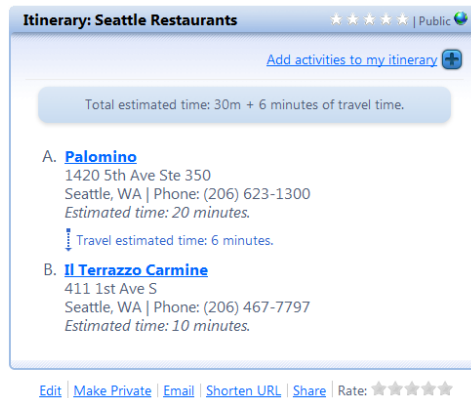 Itinerary: Seattle Restaurants | Public
Add activities to my itinerary
Total estimated time: 30m + 6 minutes of travel time.
A. Palomino
1420 5th Ave Ste 350
Seattle, WA | Phone: (206) 623-1300
Estimated time: 20 minutes.
Travel estimated time: 6 minutes.
B. Il Terrazzo Carmine
411 1st Ave S
Seattle, WA | Phone: (206) 467-7797
Estimated time: 10 minutes.
Edit | Make Private | Email | Shorten URL | Share | Rate: